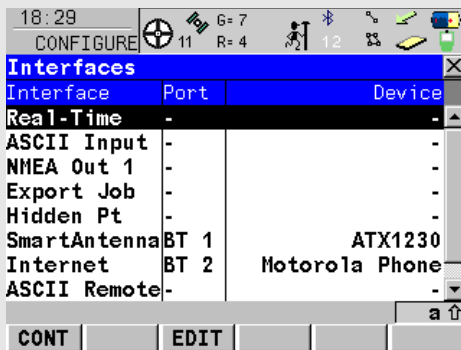 18:29
CONFIGURE
11
G= 7
R= 4
12
Interfaces
Interface Port Device
Real-Time - -
ASCII Input - -
NMEA Out 1 - -
Export Job - -
Hidden Pt - -
SmartAntenna BT 1 ATX1230
Internet BT 2 Motorola Phone
ASCII Remote - -
a
CONT EDIT